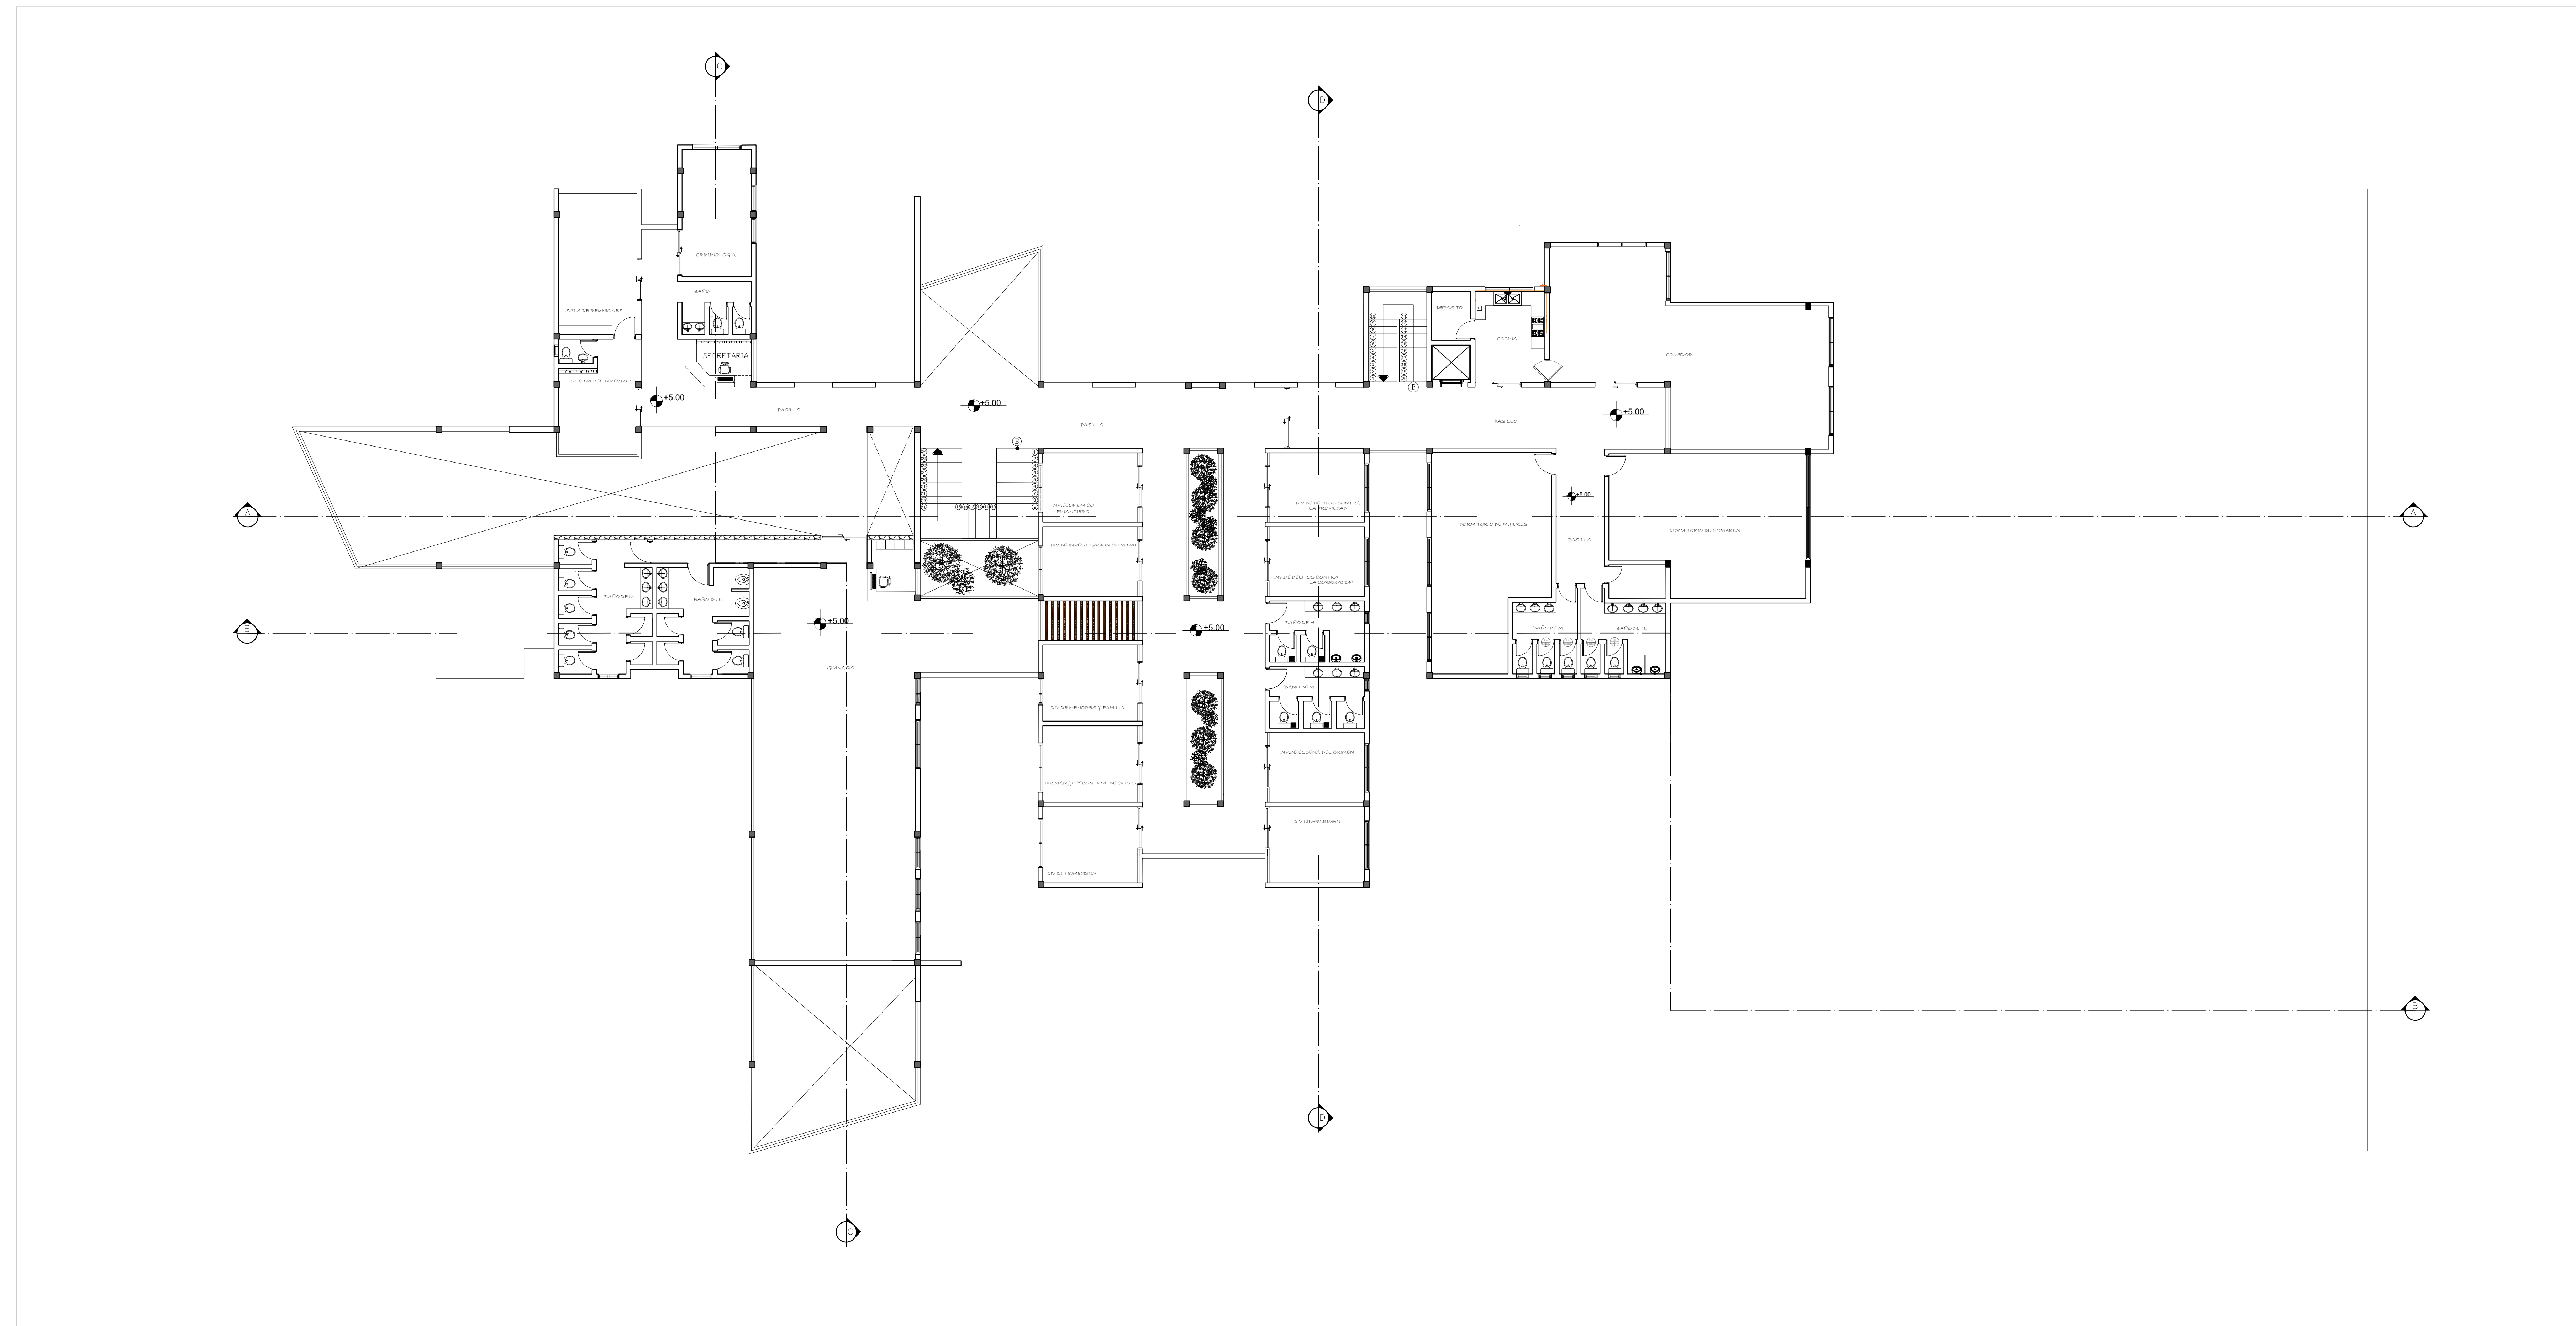 C
D
CRIMINOLOGIA
BAÑO
SALA DE REUNIONES
SECRETARIA
OFICINA DEL DIRECTOR
DEPOSITO
COCINA
COMEDOR
B
+5.00
+5.00
+5.00
PASILLO
PASILLO
PASILLO
B
DIV.ECONOMICO
FINANCIERO
DIV.DE DELITOS CONTRA
LA PROPIEDAD
+5.00
A
A
DORMITORIO DE MUJERES
DORMITORIO DE HOMBRES
PASILLO
DIV.DE INVESTIGACION CRIMINAL
DIV.DE DELITOS CONTRA
LA CORRUPCION
BAÑO DE M.
BAÑO DE H.
B
+5.00
+5.00
BAÑO DE H.
BAÑO DE M.
BAÑO DE H.
GIMNASIO
BAÑO DE M.
DIV.DE MENORES Y FAMILIA
DIV.DE ESCENA DEL CRIMEN
DIV.MANEJO Y CONTROL DE CRISIS
DIV.CIBERCRIMEN
DIV.DE HOMICIDIOS
B
D
C